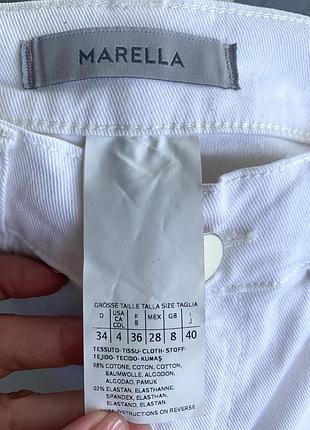 MARELLA
GRÖSSE TAILLE TALLA SIZE TAGLIA
D USA CA COL F B MEX GB I J
34 4 36 28 8 40
TESSUTO-TISSU-CLOTH-STOFF-
TEJIDO-TECIDO-KUMAŞ
98% COTONE, COTON, COTTON,
BAUMWOLLE, ALGODON,
ALGODAO, PAMUK
02% ELASTAN, ELASTHANNE,
SPANDEX, ELASTHAN,
ELASTANO, ELASTAN
INSTRUCTIONS ON REVERSE